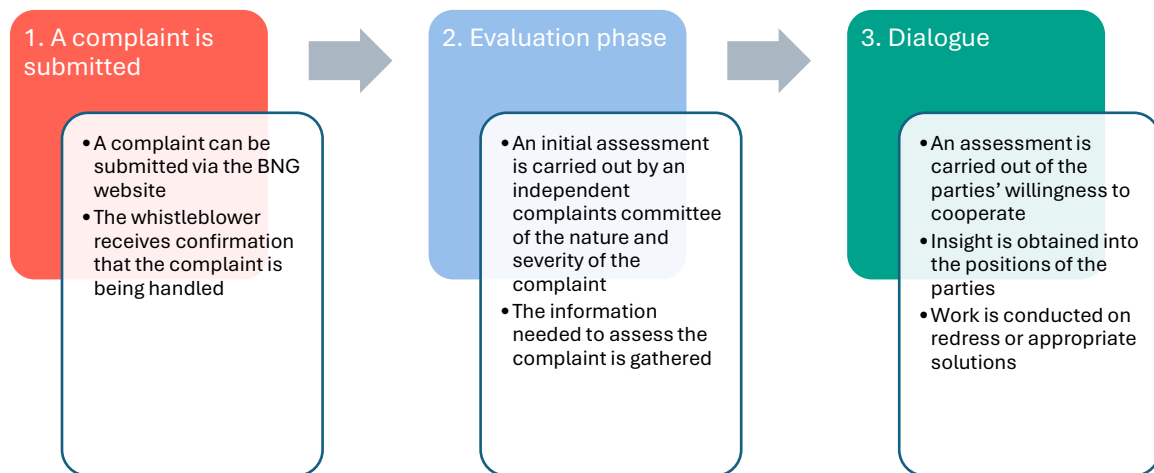 1. A complaint is
submitted
• A complaint can be
submitted via the BNG
website
• The whistleblower
receives confirmation
that the complaint is
being handled
2. Evaluation phase
• An initial assessment
is carried out by an
independent
complaints committee
of the nature and
severity of the
complaint
• The information
needed to assess the
complaint is gathered
3. Dialogue
• An assessment is
carried out of the
parties’ willingness to
cooperate
• Insight is obtained into
the positions of the
parties
• Work is conducted on
redress or appropriate
solutions